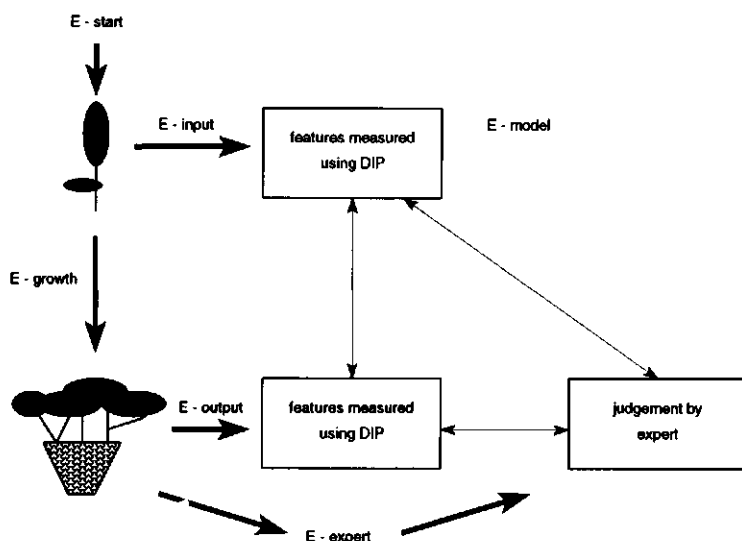 E - start
E - input
features measured
using DIP
E - model
E - growth
E - output
features measured
using DIP
judgement by
expert
E - expert